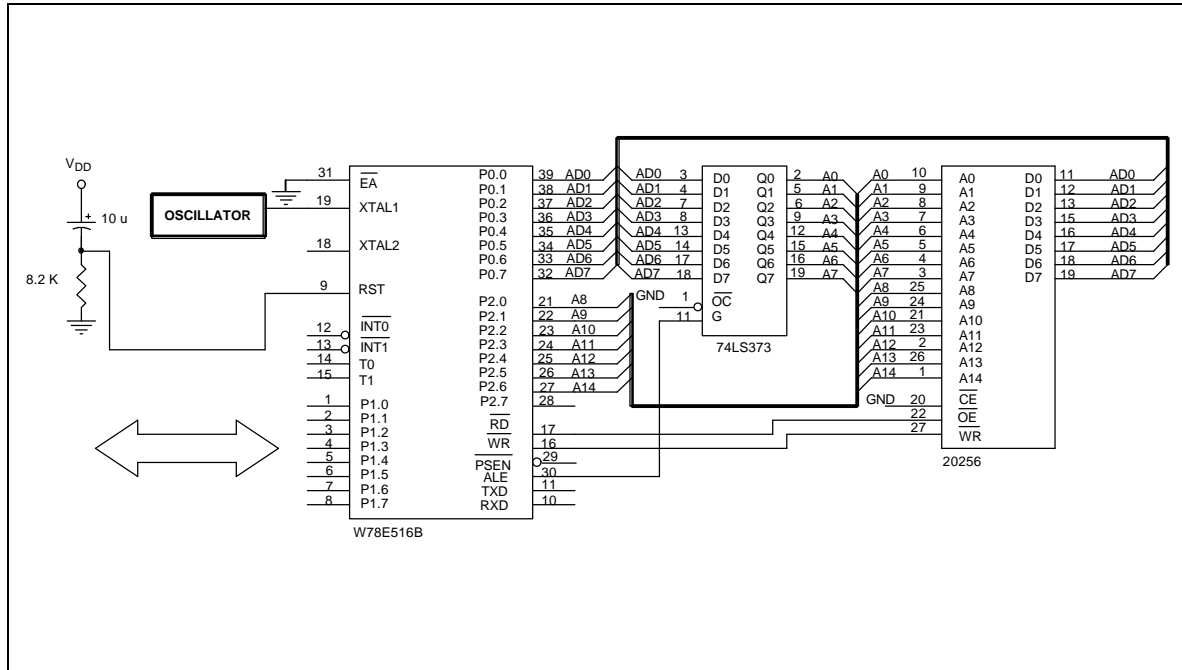 V_DD
10 u
8.2 K
OSCILLATOR
31 EA
19 XTAL1
18 XTAL2
9 RST
12 INT0
13 INT1
14 T0
15 T1
1 P1.0
2 P1.1
3 P1.2
4 P1.3
5 P1.4
6 P1.5
7 P1.6
8 P1.7
P0.0 39 AD0
P0.1 38 AD1
P0.2 37 AD2
P0.3 36 AD3
P0.4 35 AD4
P0.5 34 AD5
P0.6 33 AD6
P0.7 32 AD7
P2.0 21 A8
P2.1 22 A9
P2.2 23 A10
P2.3 24 A11
P2.4 25 A12
P2.5 26 A13
P2.6 27 A14
P2.7 28
RD 17
WR 16
PSEN 29
ALE 30
TXD 11
RXD 10
W78E516B
AD0 3 D0 Q0 2 A0
AD1 4 D1 Q1 5 A1
AD2 7 D2 Q2 6 A2
AD3 8 D3 Q3 9 A3
AD4 13 D4 Q4 12 A4
AD5 14 D5 Q5 15 A5
AD6 17 D6 Q6 16 A6
AD7 18 D7 Q7 19 A7
GND 1 OC
11 G
74LS373
A0 10 A0 D0 11 AD0
A1 9 A1 D1 12 AD1
A2 8 A2 D2 13 AD2
A3 7 A3 D3 15 AD3
A4 6 A4 D4 16 AD4
A5 5 A5 D5 17 AD5
A6 4 A6 D6 18 AD6
A7 3 A7 D7 19 AD7
A8 25 A8
A9 24 A9
A10 21 A10
A11 23 A11
A12 2 A12
A13 26 A13
A14 1 A14
GND 20 CE
22 OE
27 WR
20256